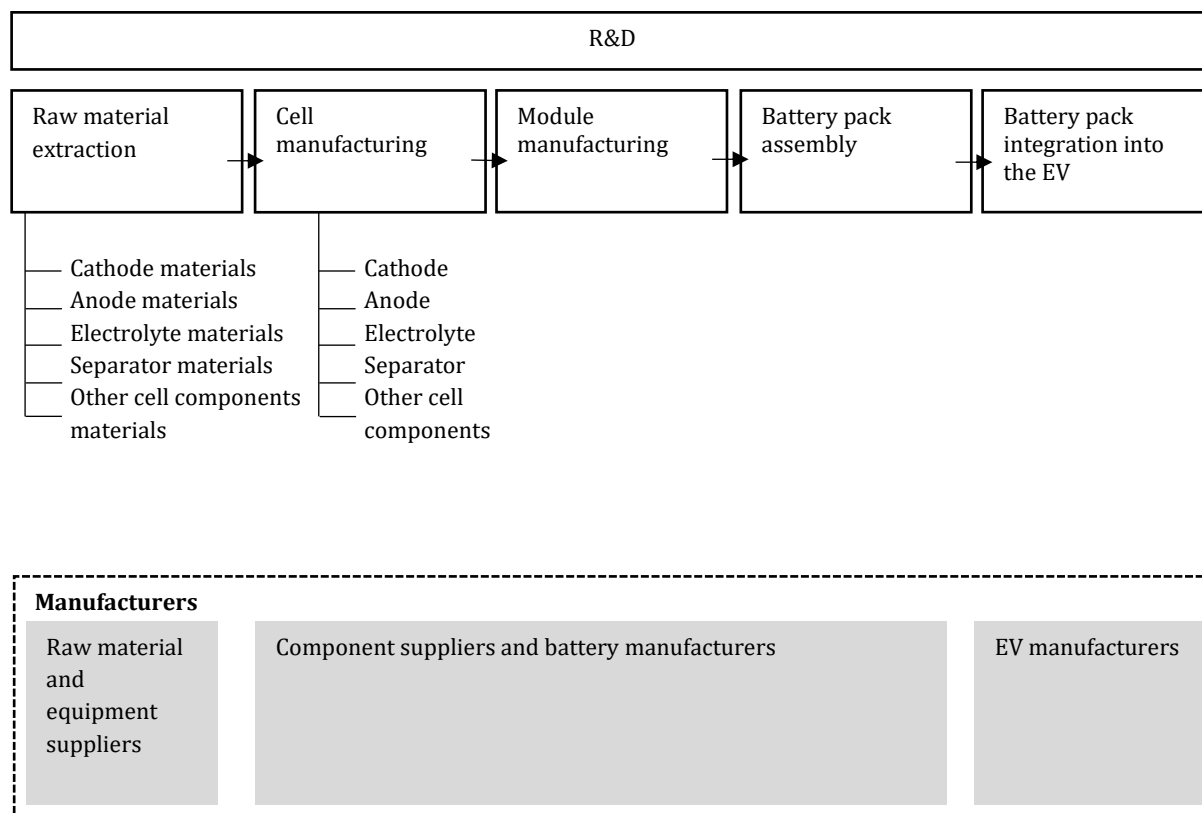 R&D
Raw material
extraction
Cell
manufacturing
Module
manufacturing
Battery pack
assembly
Battery pack
integration into
the EV
Cathode materials
Anode materials
Electrolyte materials
Separator materials
Other cell components
materials
Cathode
Anode
Electrolyte
Separator
Other cell
components
Manufacturers
Raw material
and
equipment
suppliers
Component suppliers and battery manufacturers
EV manufacturers